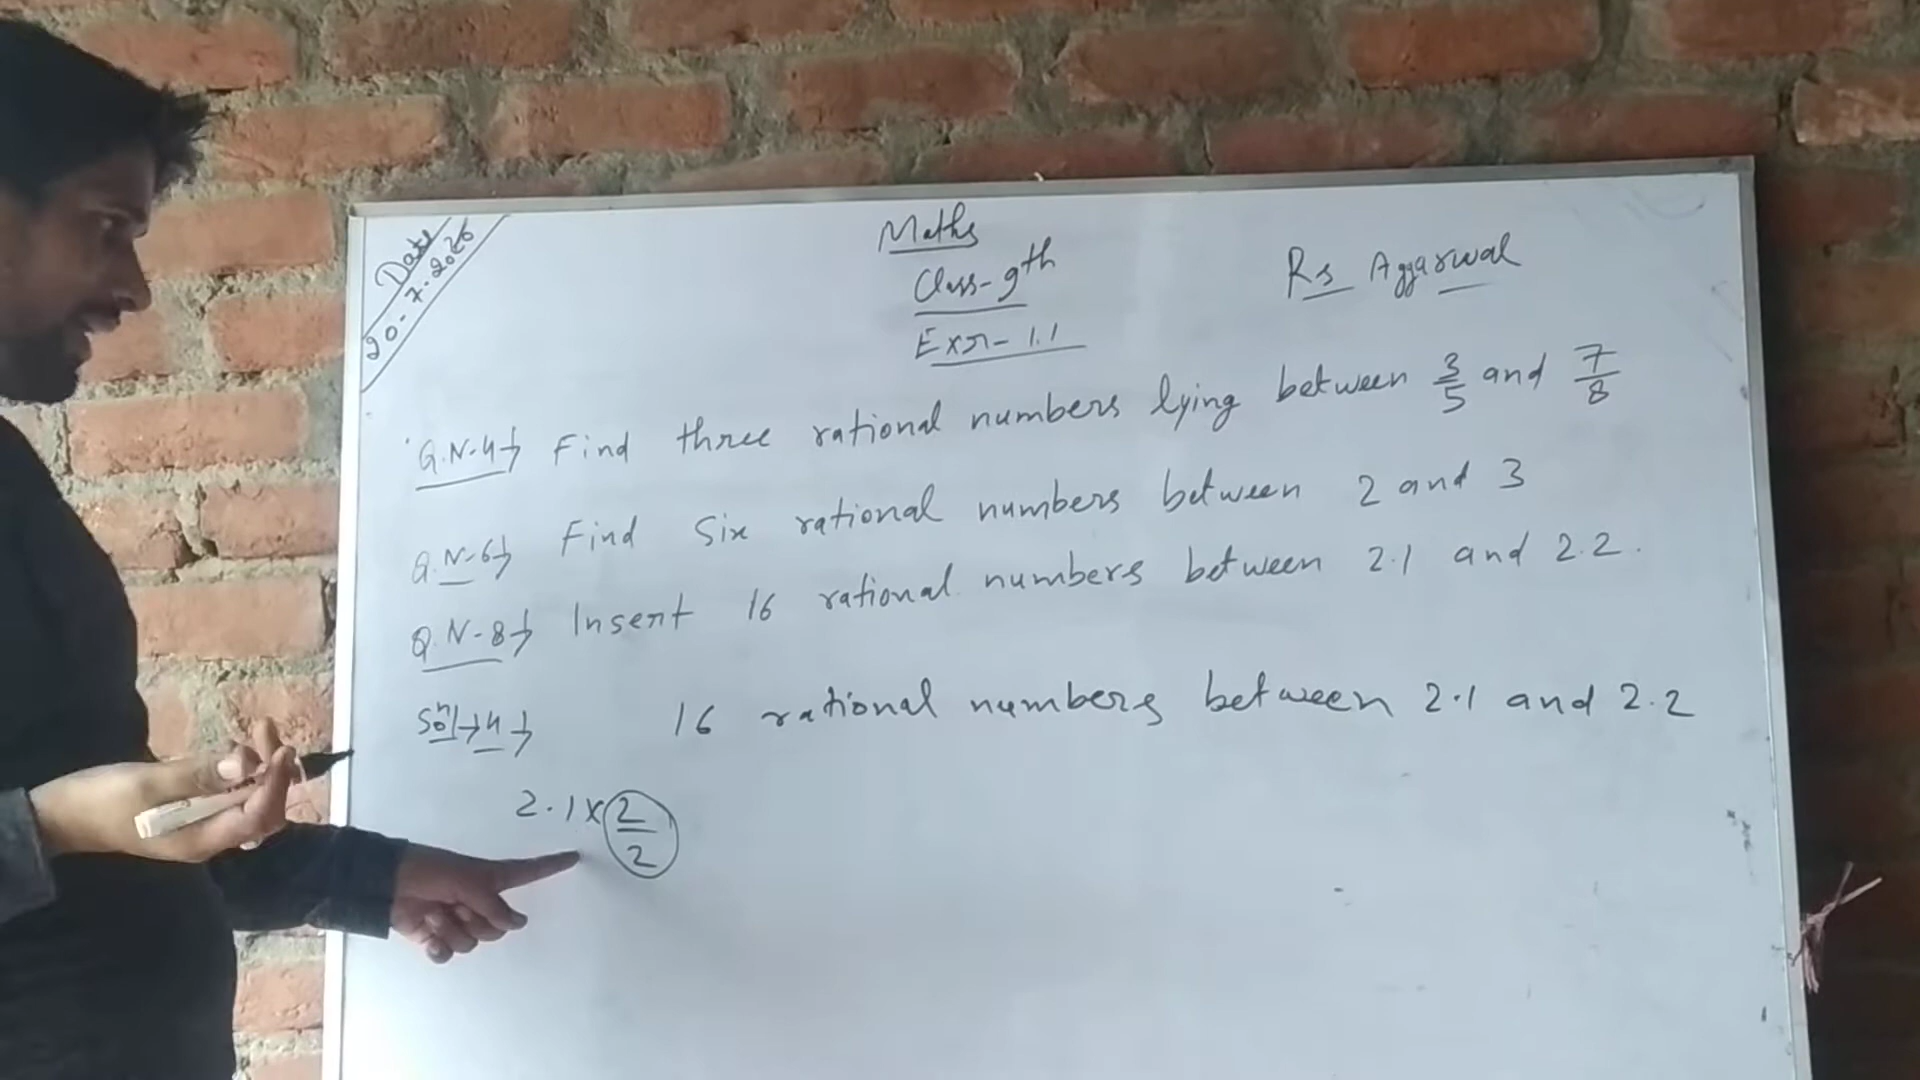 Date
20-7-2026
Maths
Class-9th
Exr-1.1
Rs Aggarwal
Q.N-4→ Find three rational numbers lying between 3/5 and 7/8
Q.N-6→ Find Six rational numbers between 2 and 3
Q.N-8→ Insert 16 rational numbers between 2.1 and 2.2.
Solⁿ→4→ 16 rational numbers between 2.1 and 2.2
2.1×2/2